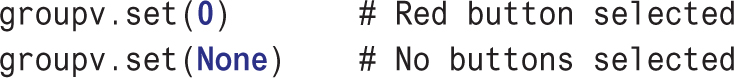 groupv.set(0)       # Red button selected
groupv.set(None)    # No buttons selected